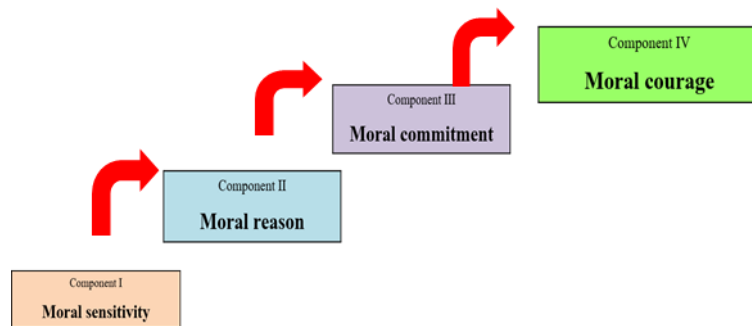 Component IV
Moral courage
Component III
Moral commitment
Component II
Moral reason
Component I
Moral sensitivity